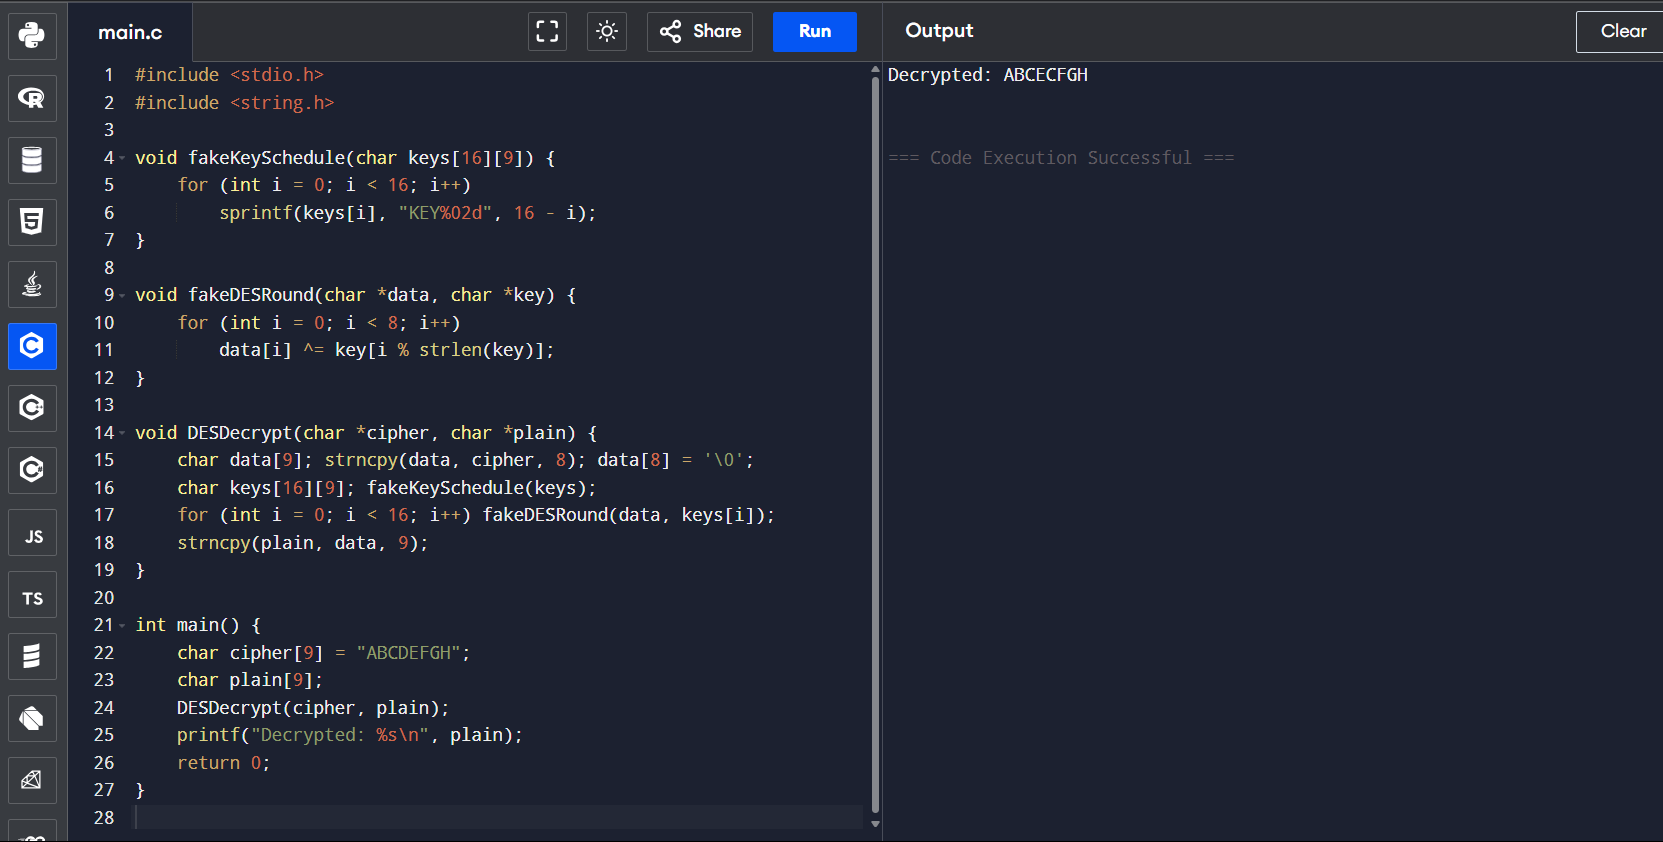 main.c
Share
Run
Output
Clear
1 #include <stdio.h>
2 #include <string.h>
3
4 void fakeKeySchedule(char keys[16][9]) {
5     for (int i = 0; i < 16; i++)
6         sprintf(keys[i], "KEY%02d", 16 - i);
7 }
8
9 void fakeDESRound(char *data, char *key) {
10     for (int i = 0; i < 8; i++)
11         data[i] ^= key[i % strlen(key)];
12 }
13
14 void DESDecrypt(char *cipher, char *plain) {
15     char data[9]; strncpy(data, cipher, 8); data[8] = '\0';
16     char keys[16][9]; fakeKeySchedule(keys);
17     for (int i = 0; i < 16; i++) fakeDESRound(data, keys[i]);
18     strncpy(plain, data, 9);
19 }
20
21 int main() {
22     char cipher[9] = "ABCDEFGH";
23     char plain[9];
24     DESDecrypt(cipher, plain);
25     printf("Decrypted: %s\n", plain);
26     return 0;
27 }
28
Decrypted: ABCECFGH
=== Code Execution Successful ===
R
5
C
C
C
JS
TS